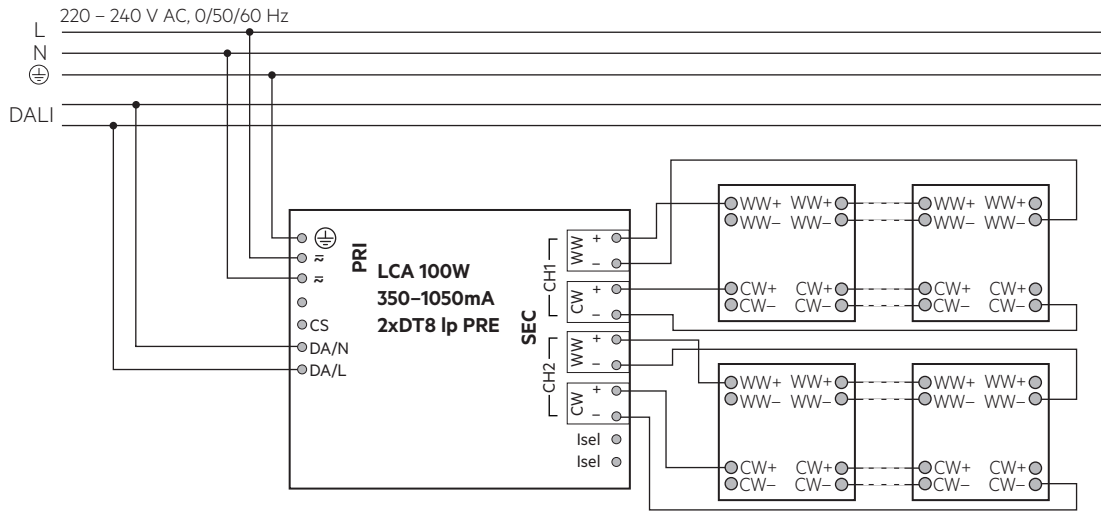 220 – 240 V AC, 0/50/60 Hz
L
N
DALI
PRI
LCA 100W
350–1050mA
2xDT8 lp PRE
SEC
CS
DA/N
DA/L
CH1
WW + –
CW + –
CH2
WW + –
CW + –
Isel
Isel
WW+ WW+ WW+ WW+
WW– WW– WW– WW–
CW+ CW+ CW+ CW+
CW– CW– CW– CW–
WW+ WW+ WW+ WW+
WW– WW– WW– WW–
CW+ CW+ CW+ CW+
CW– CW– CW– CW–